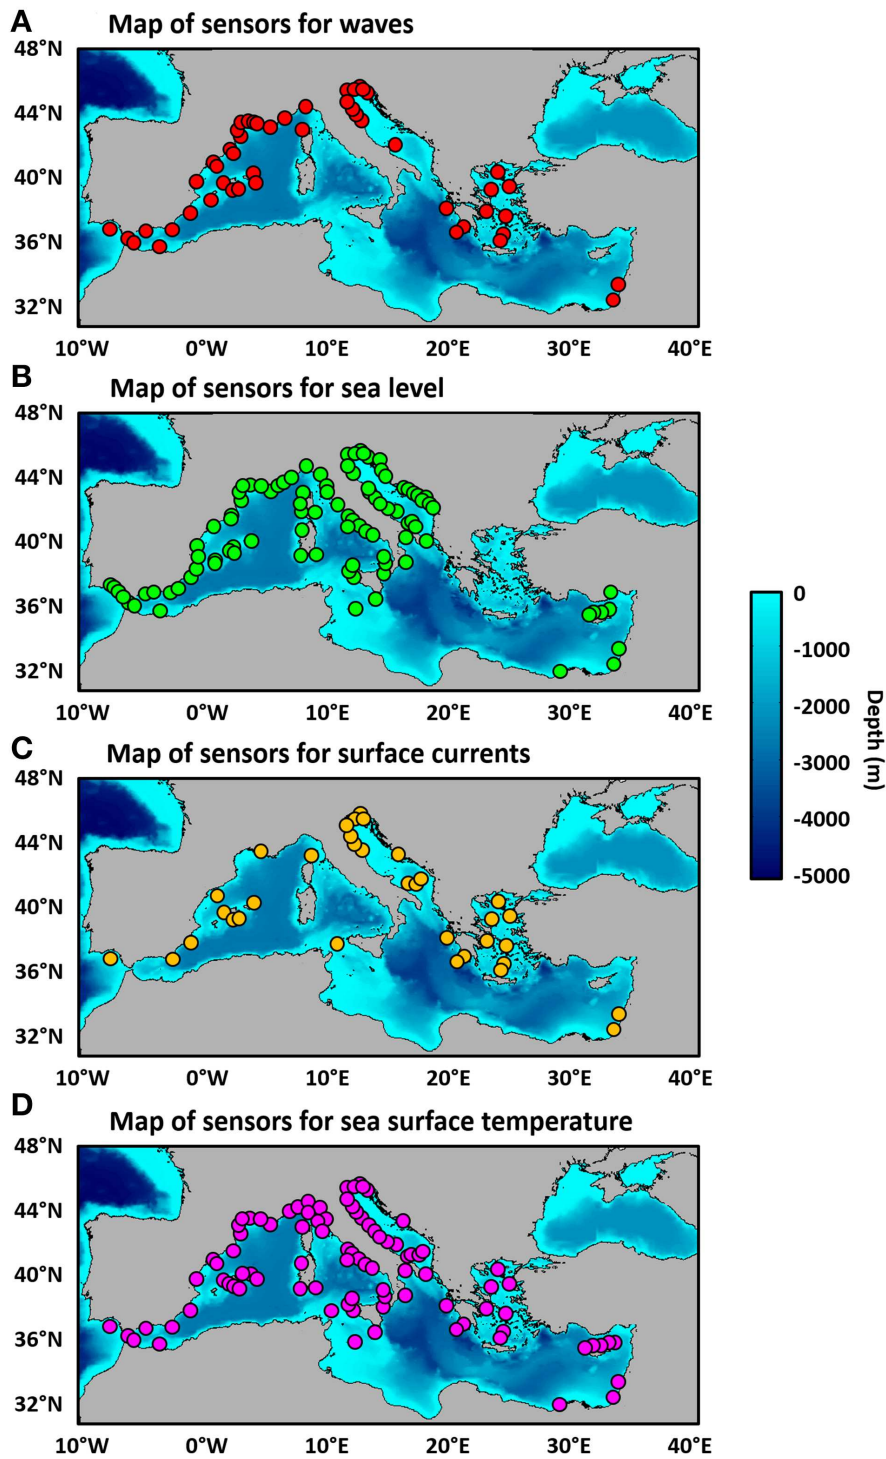 A
Map of sensors for waves
48°N
44°N
40°N
36°N
32°N
10°W 0°W 10°E 20°E 30°E 40°E
B
Map of sensors for sea level
48°N
44°N
40°N
36°N
32°N
10°W 0°W 10°E 20°E 30°E 40°E
0
-1000
-2000
-3000
-4000
-5000
Depth (m)
C
Map of sensors for surface currents
48°N
44°N
40°N
36°N
32°N
10°W 0°W 10°E 20°E 30°E 40°E
D
Map of sensors for sea surface temperature
48°N
44°N
40°N
36°N
32°N
10°W 0°W 10°E 20°E 30°E 40°E